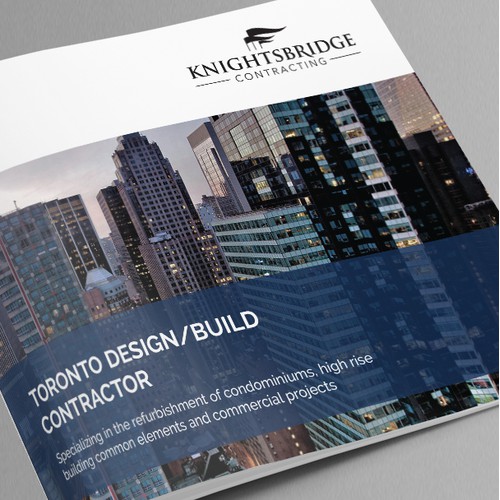 KNIGHTSBRIDGE
CONTRACTING
TORONTO DESIGN/BUILD
CONTRACTOR
Specializing in the refurbishment of condominiums, high rise
building common elements and commercial projects